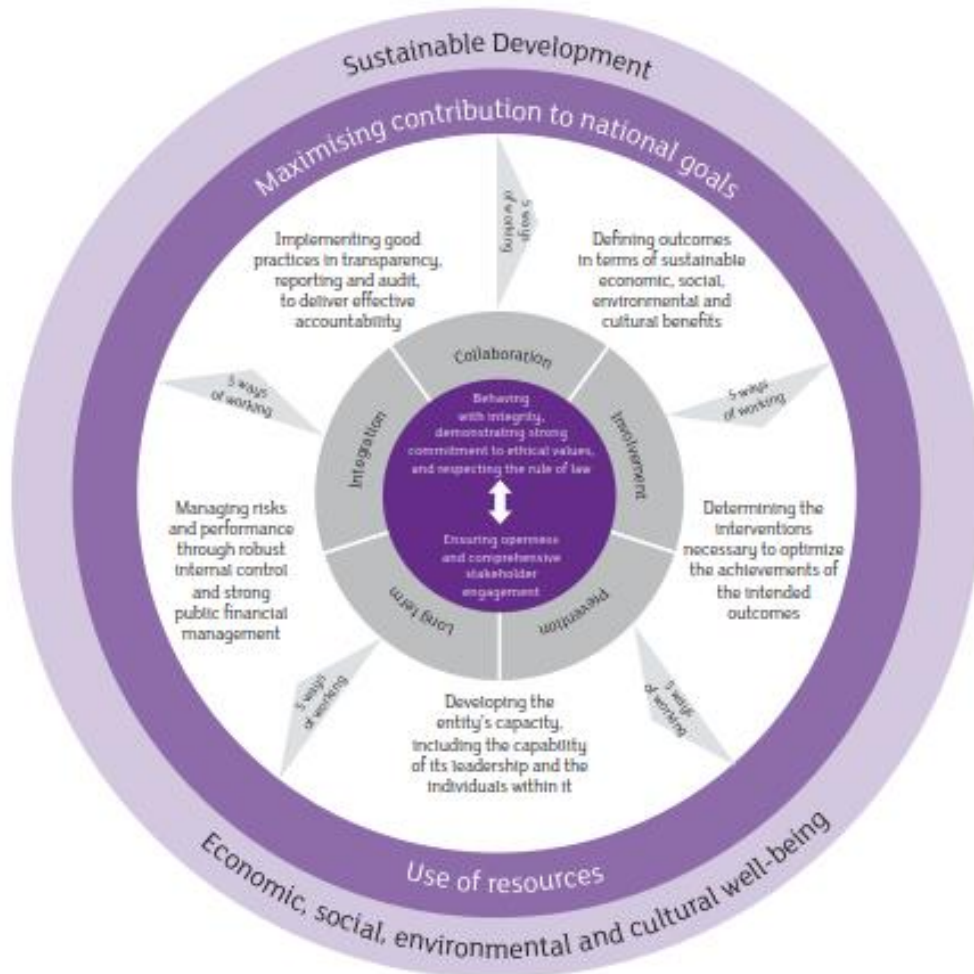 Sustainable Development
Maximising contribution to national goals
5 ways
of working
Implementing good
practices in transparency,
reporting and audit,
to deliver effective
accountability
Defining outcomes
in terms of sustainable
economic, social,
environmental and
cultural benefits
Collaboration
5 ways
of working
5 ways
of working
Integration
Involvement
Behaving
with integrity,
demonstrating strong
commitment to ethical values,
and respecting the rule of law
Ensuring openness
and comprehensive
stakeholder
engagement
Managing risks
and performance
through robust
internal control
and strong
public financial
management
Determining the
interventions
necessary to optimize
the achievements of
the intended
outcomes
Long term
Prevention
5 ways
of working
5 ways
of working
Developing the
entity's capacity,
including the capability
of its leadership and the
individuals within it
Use of resources
Economic, social, environmental and cultural well-being